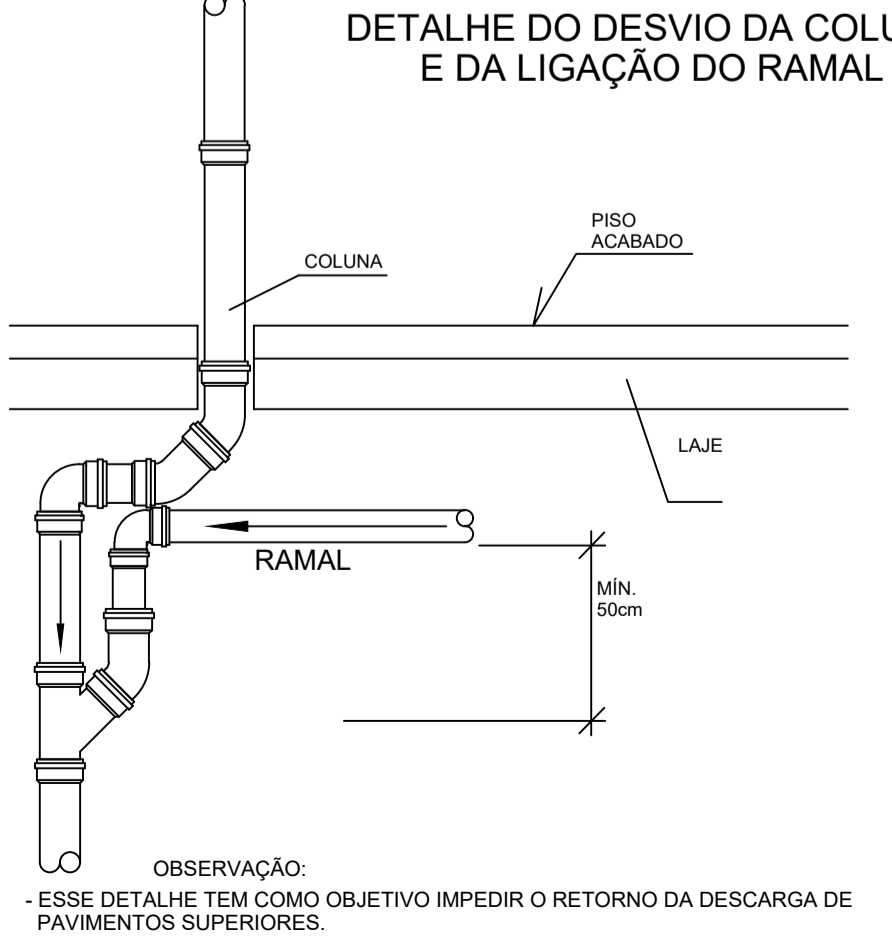 DETALHE DO DESVIO DA COLU
E DA LIGAÇÃO DO RAMAL
PISO
ACABADO
COLUNA
LAJE
RAMAL
MÍN.
50cm
OBSERVAÇÃO:
- ESSE DETALHE TEM COMO OBJETIVO IMPEDIR O RETORNO DA DESCARGA DE
PAVIMENTOS SUPERIORES.